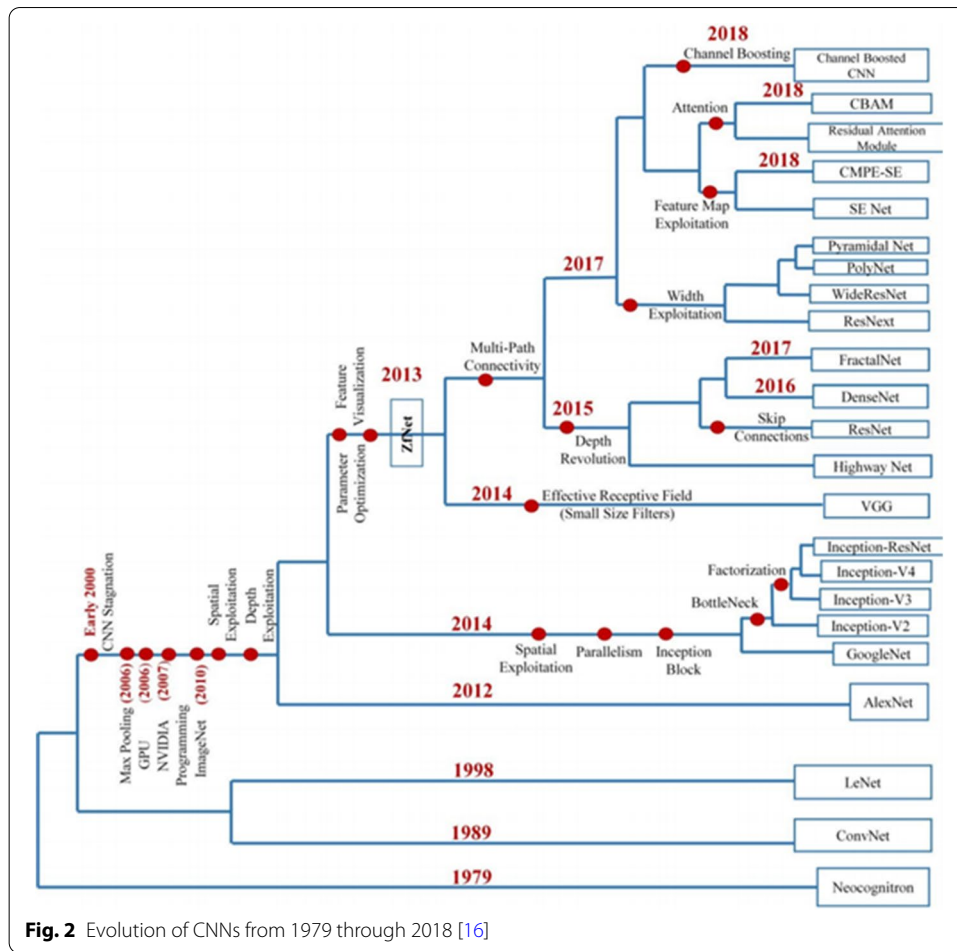 2018
Channel Boosting
Channel Boosted
CNN
2018
Attention
CBAM
Residual Attention
Module
2018
CMPE-SE
Feature Map
Exploitation
SE Net
2017
Pyramidal Net
PolyNet
Width
Exploitation
WideResNet
ResNext
Multi-Path
Connectivity
2017
FractalNet
2016
DenseNet
2015
Depth
Revolution
Skip
Connections
ResNet
Highway Net
Feature
Visualization
2013
ZfNet
Parameter
Optimization
2014
Effective Receptive Field
(Small Size Filters)
VGG
Inception-ResNet
Factorization
Inception-V4
BottleNeck
Inception-V3
Inception-V2
2014
Spatial
Exploitation
Parallelism
Inception
Block
GoogleNet
Early 2000
CNN Stagnation
Spatial
Exploitation
Depth
Exploitation
Max Pooling (2006)
GPU (2006)
NVIDIA (2007)
Programming
ImageNet (2010)
2012
AlexNet
1998
LeNet
1989
ConvNet
1979
Neocognitron
Fig. 2 Evolution of CNNs from 1979 through 2018 [16]